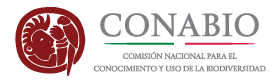 CONABIO
COMISIÓN NACIONAL PARA EL
CONOCIMIENTO Y USO DE LA BIODIVERSIDAD